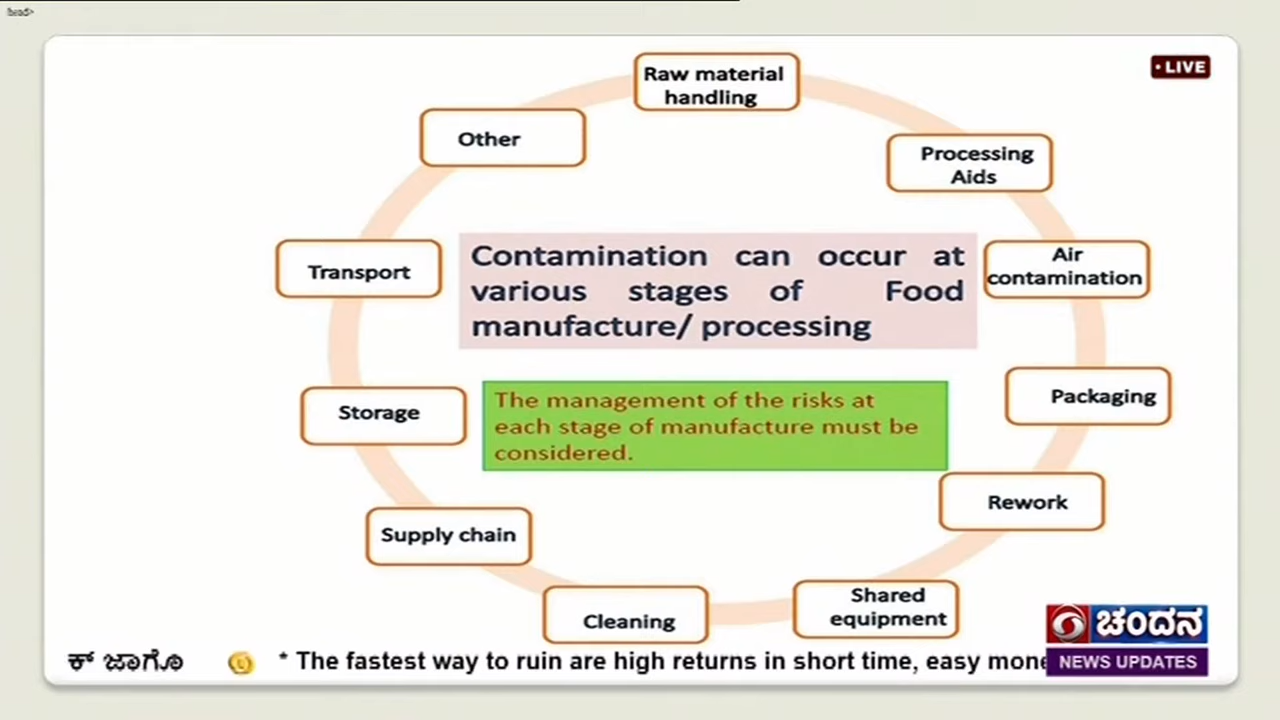 Raw material
handling
• LIVE
Other
Processing
Aids
Contamination can occur at
various stages of Food
manufacture/ processing
Air
contamination
Transport
Packaging
The management of the risks at
each stage of manufacture must be
considered.
Storage
Rework
Supply chain
Shared
equipment
Cleaning
ಚಂದನ
NEWS UPDATES
ಕ್ ಜಾಗೊ * The fastest way to ruin are high returns in short time, easy mone